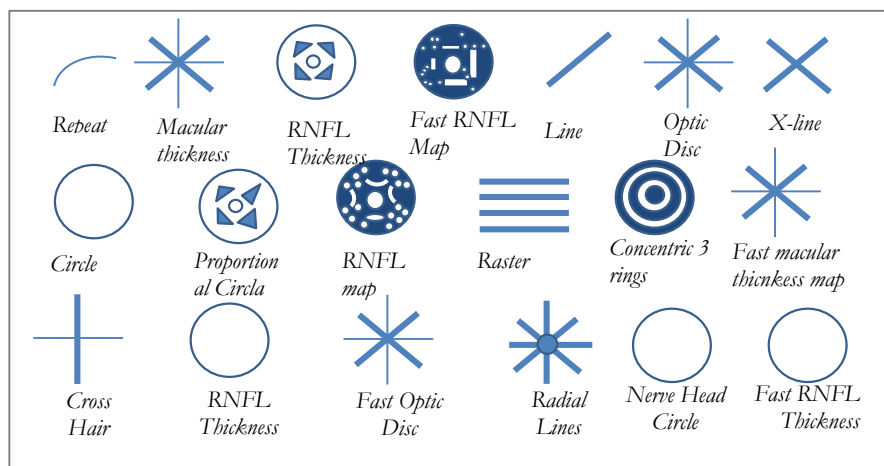 Repeat
Macular
thickness
RNFL
Thickness
Fast RNFL
Map
Line
Optic
Disc
X-line
Circle
Proportion
al Circla
RNFL
map
Raster
Concentric 3
rings
Fast macular
thicnkess map
Cross
Hair
RNFL
Thickness
Fast Optic
Disc
Radial
Lines
Nerve Head
Circle
Fast RNFL
Thickness